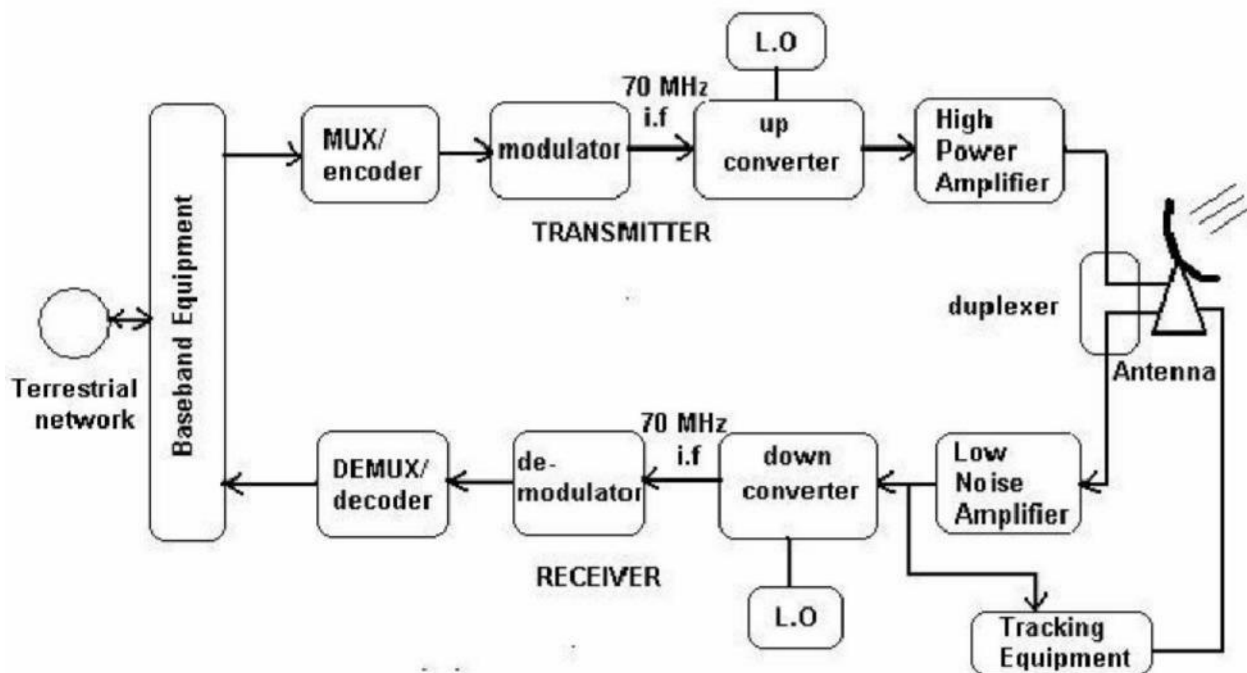 L.O
70 MHz
i.f
MUX/
encoder
modulator
up
converter
High
Power
Amplifier
TRANSMITTER
Baseband Equipment
duplexer
Antenna
Terrestrial
network
70 MHz
i.f
DEMUX/
decoder
de-
modulator
down
converter
Low
Noise
Amplifier
RECEIVER
L.O
Tracking
Equipment